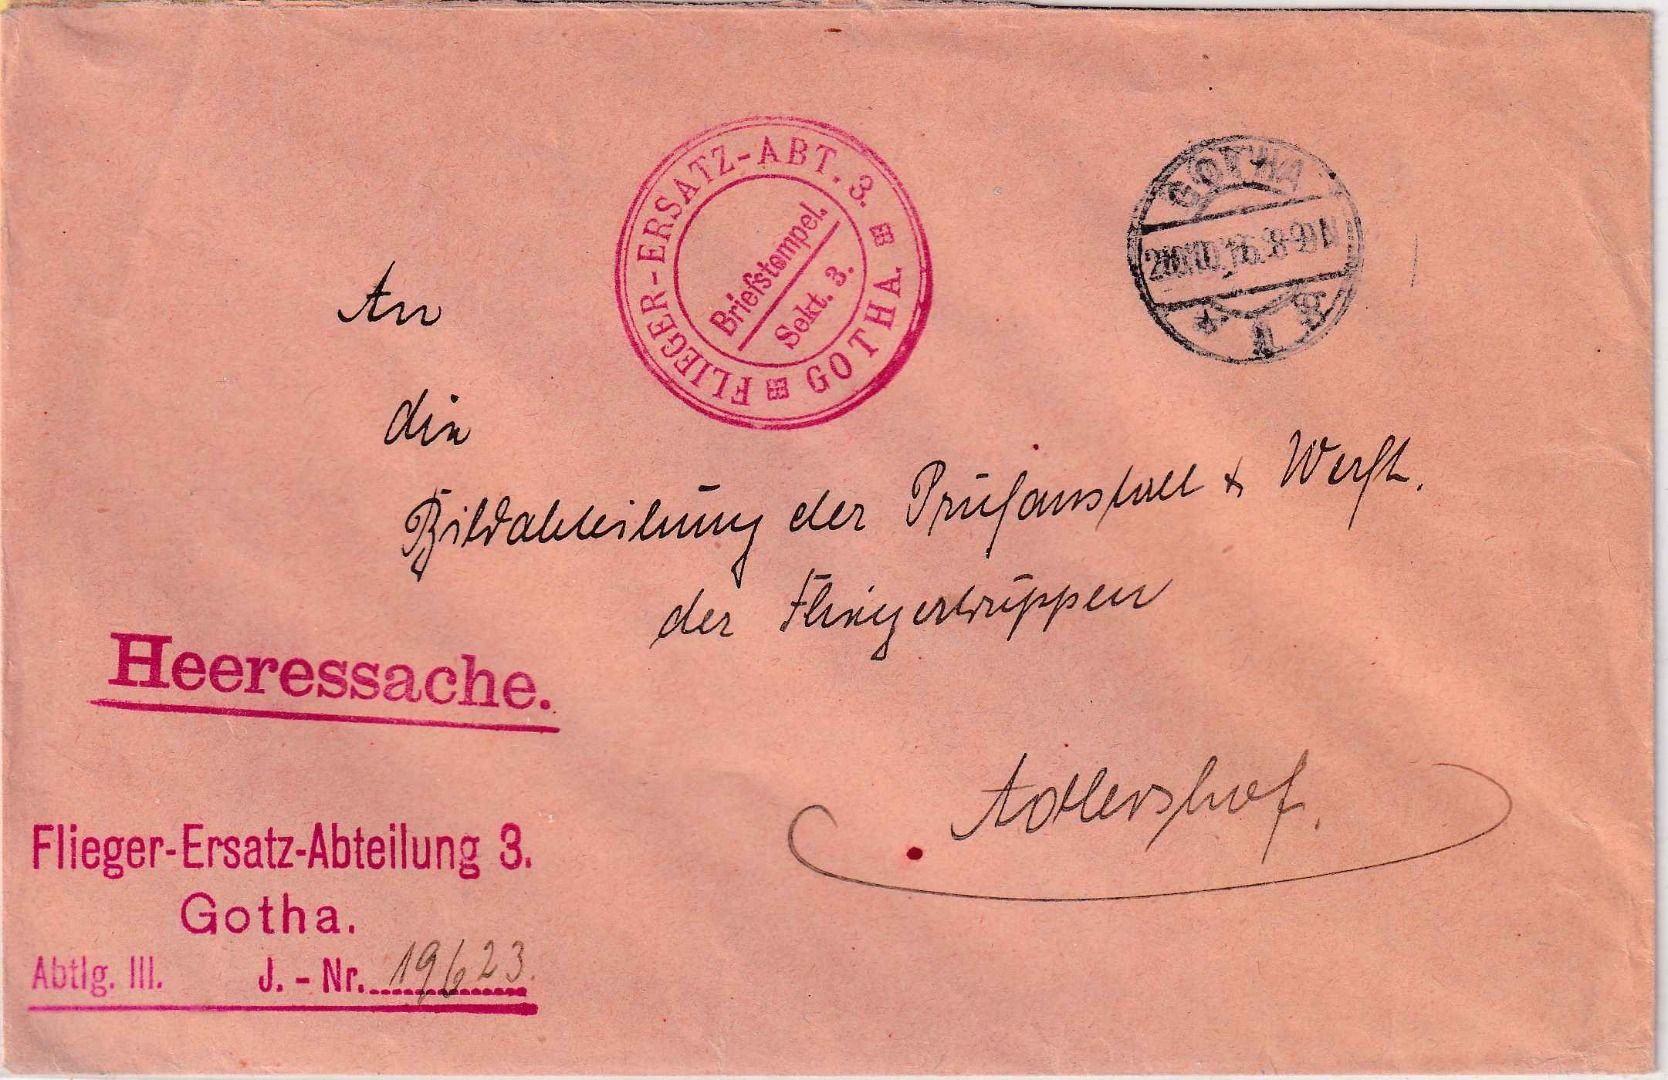 FLIEGER-ERSATZ-ABT. 3. GOTHA
Briefstempel.
Sekt. 3.
GOTHA
An
die
Bildabteilung der Prüfanstalt & Werft.
der Fliegertruppen
Heeressache.
Adlershof.
Flieger-Ersatz-Abteilung 3.
Gotha.
Abtlg. III. J. - Nr. 19623.